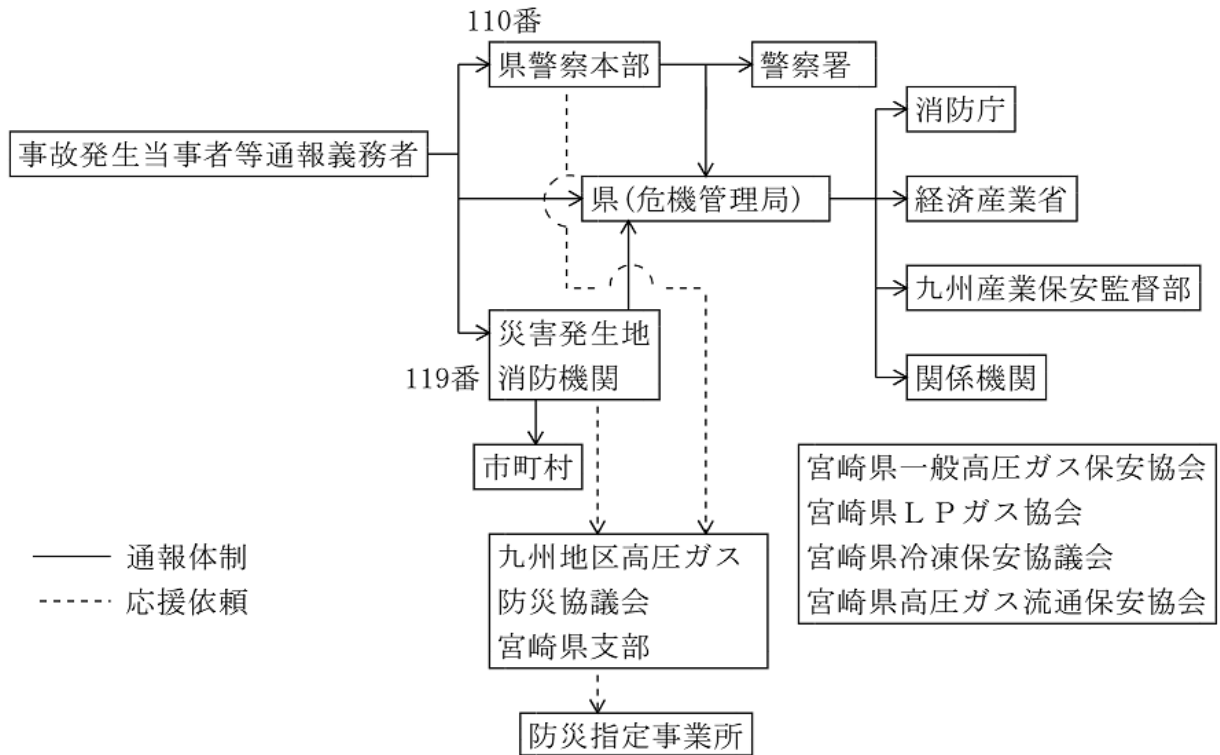 110番
県警察本部
警察署
消防庁
事故発生当事者等通報義務者
県(危機管理局)
経済産業省
九州産業保安監督部
災害発生地
消防機関
119番
関係機関
市町村
宮崎県一般高圧ガス保安協会
宮崎県LPガス協会
宮崎県冷凍保安協議会
宮崎県高圧ガス流通保安協会
通報体制
応援依頼
九州地区高圧ガス
防災協議会
宮崎県支部
防災指定事業所